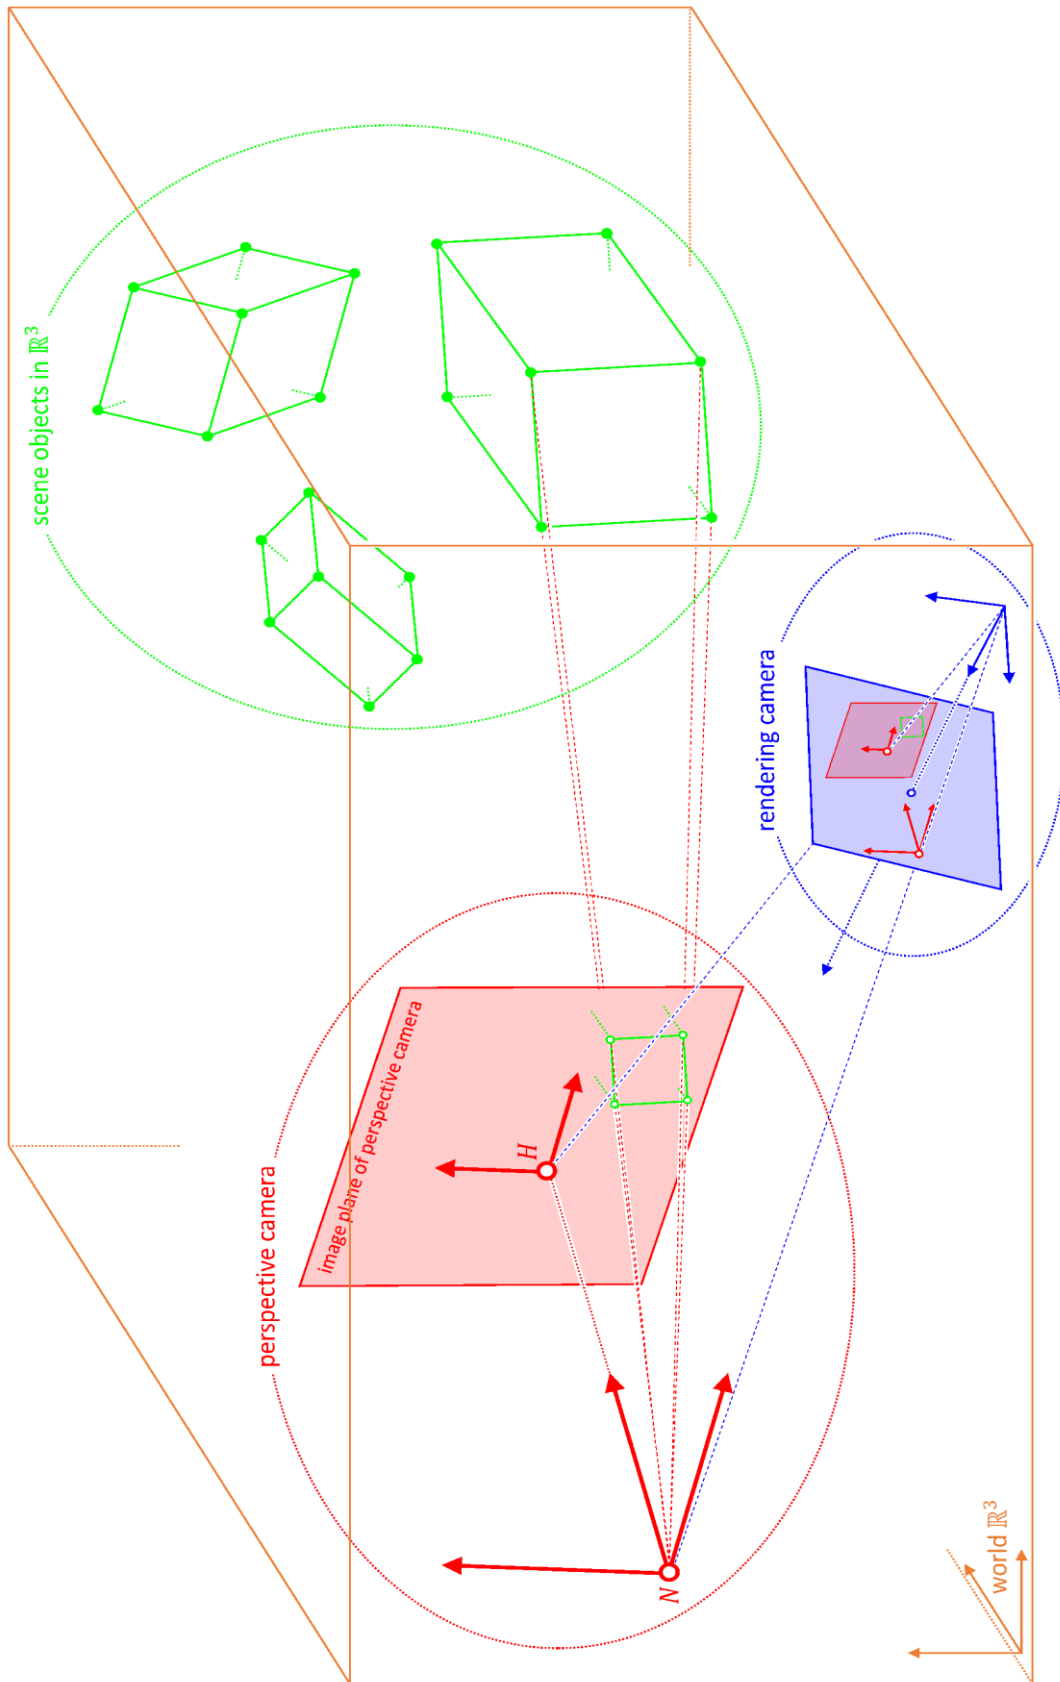 scene objects in ℝ³
perspective camera
image plane of perspective camera
H
N
rendering camera
world ℝ³